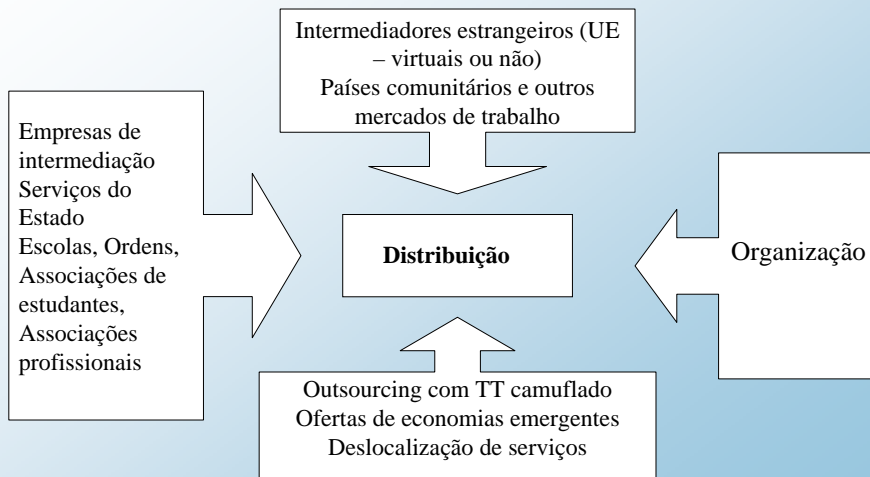 Intermediadores estrangeiros (UE
– virtuais ou não)
Países comunitários e outros
mercados de trabalho
Empresas de
intermediação
Serviços do
Estado
Escolas, Ordens,
Associações de
estudantes,
Associações
profissionais
Distribuição
Organização
Outsourcing com TT camuflado
Ofertas de economias emergentes
Deslocalização de serviços